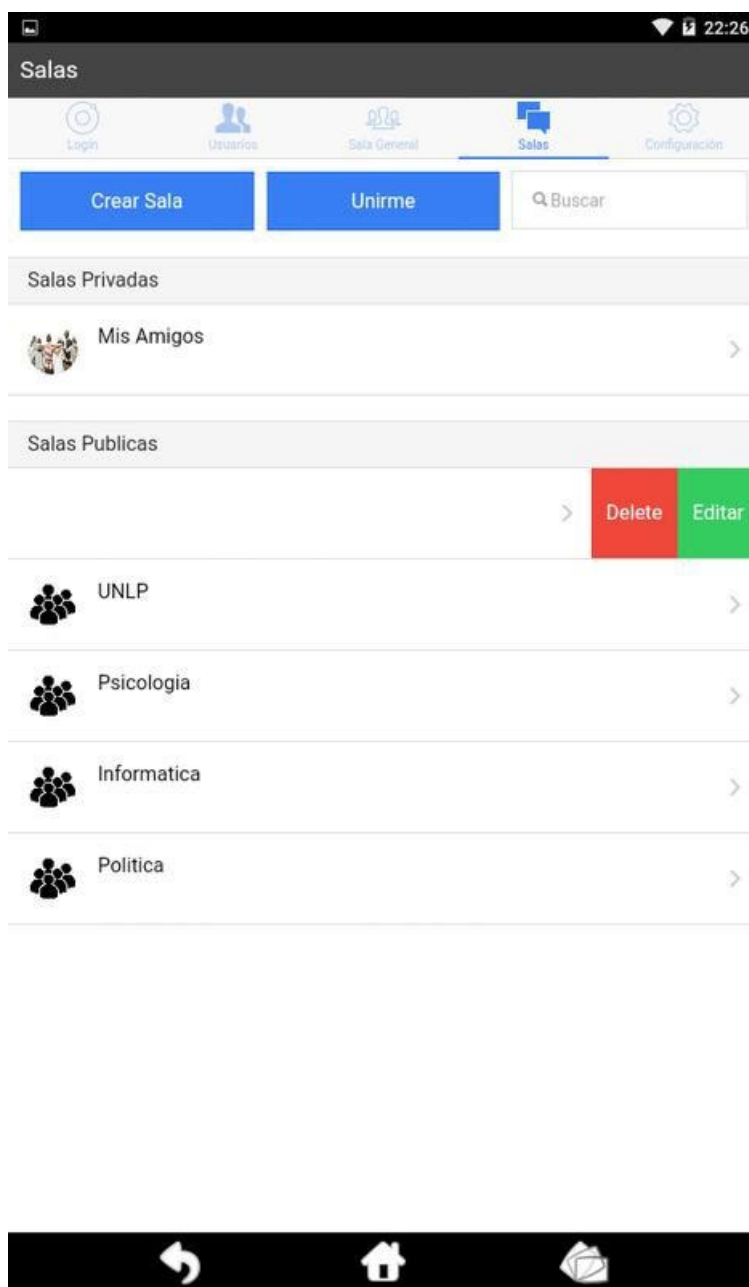 22:26
Salas
Login Usuarios Sala General Salas Configuración
Crear Sala Unirme Buscar
Salas Privadas
Mis Amigos
Salas Publicas
Delete Editar
UNLP
Psicologia
Informatica
Politica